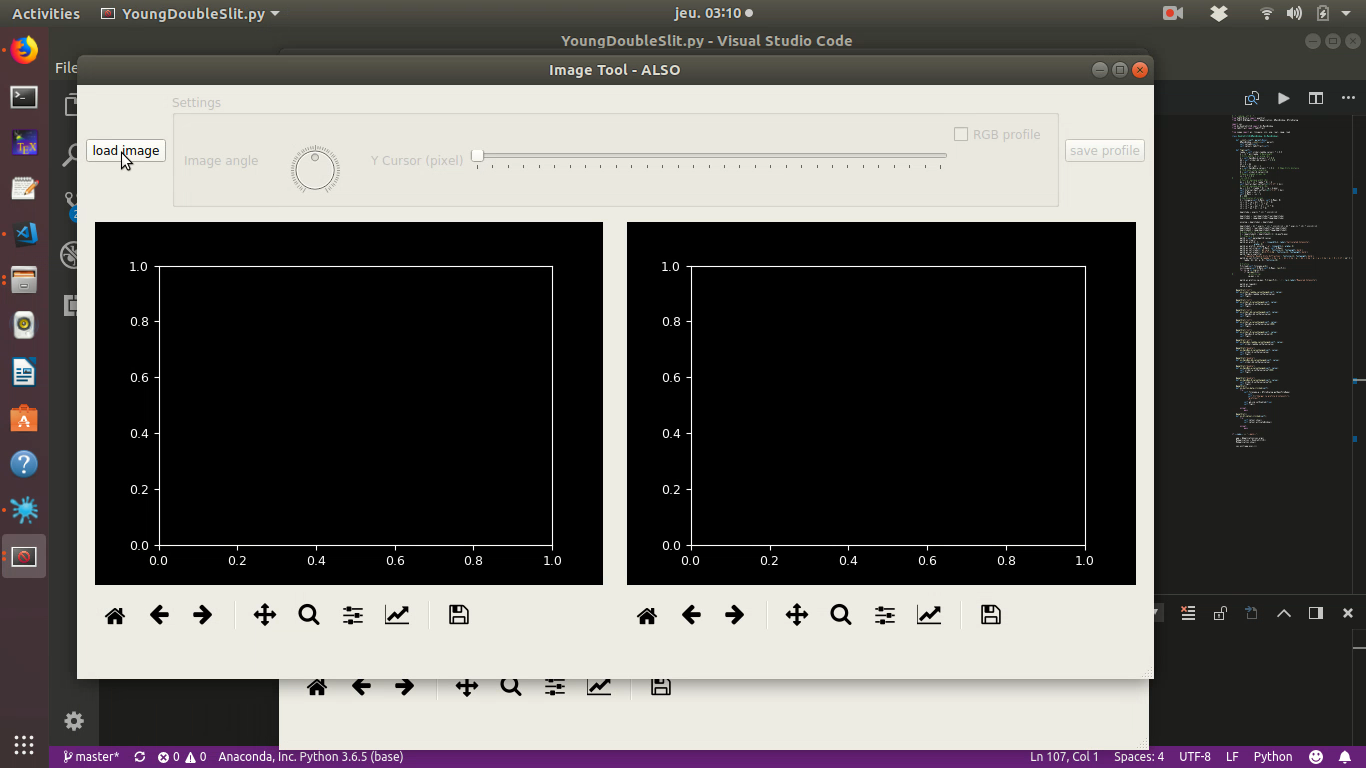 Activities YoungDoubleSlit.py jeu. 03:10
YoungDoubleSlit.py - Visual Studio Code
File
Image Tool - ALSO
Settings
RGB profile
load image
Image angle
Y Cursor (pixel)
save profile
1.0
0.8
0.6
0.4
0.2
0.0
0.0 0.2 0.4 0.6 0.8 1.0
1.0
0.8
0.6
0.4
0.2
0.0
0.0 0.2 0.4 0.6 0.8 1.0
master* 0 0 Anaconda, Inc. Python 3.6.5 (base) Ln 107, Col 1 Spaces: 4 UTF-8 LF Python